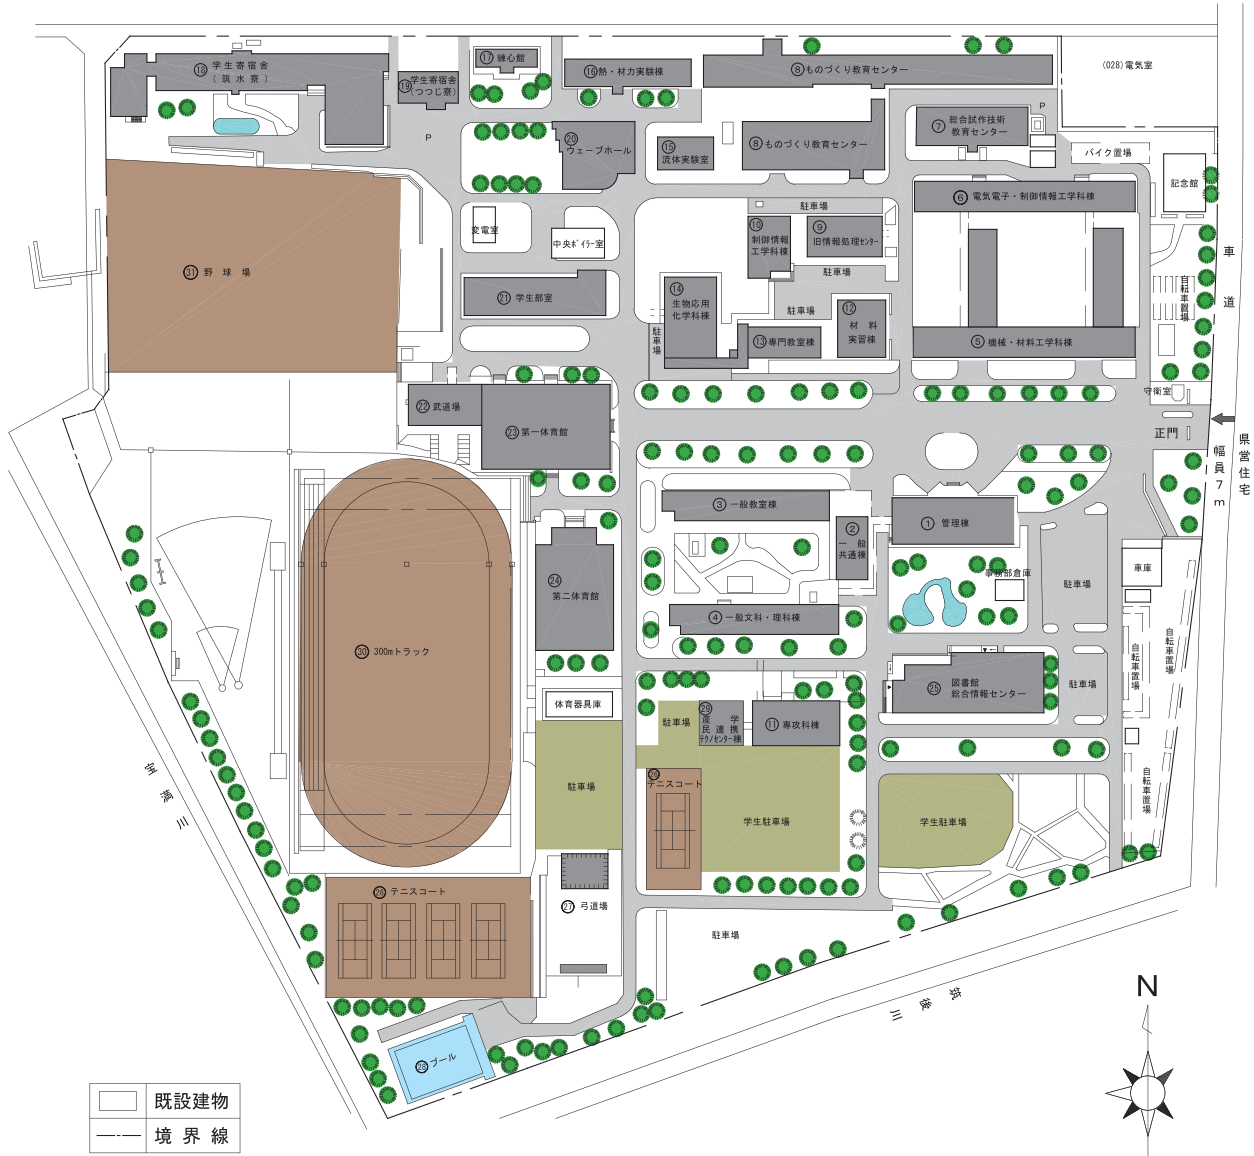 ⑱ 学生寄宿舎
(筑水寮)
⑲ 学生寄宿舎
(つつじ寮)
⑰ 練心館
⑯ 熱・材力実験棟
⑧ ものづくり教育センター
(028)電気室
P
⑳
ウェーブホール
⑮
流体実験室
⑧ ものづくり教育センター
⑦ 総合試作技術
教育センター
P
バイク置場
記念館
変電室
中央ボイラー室
駐車場
⑥ 電気電子・制御情報工学科棟
⑩
制御情報
工学科棟
⑨
旧情報処理センター
駐車場
車道
㉛ 野球場
㉑ 学生部室
⑭
生物応用
化学科棟
駐車場
⑫
材料
実習棟
自転車置場
駐車場
⑬ 専門教室棟
⑤ 機械・材料工学科棟
守衛室
㉒ 武道場
㉓ 第一体育館
正門
県営住宅
幅員7m
③ 一般教室棟
②
一般
共通棟
① 管理棟
㉔
第二体育館
事務部倉庫
駐車場
車庫
④ 一般文科・理科棟
㉚ 300mトラック
自転車置場
自転車置場
㉕ 図書館
総合情報センター
駐車場
体育器具庫
駐車場
㉙
産学
民連携
テクノセンター棟
⑪ 専攻科棟
宝満川
駐車場
㉖
テニスコート
学生駐車場
学生駐車場
自転車置場
㉖ テニスコート
㉗ 弓道場
駐車場
筑後川
N
㉘ プール
既設建物
境界線